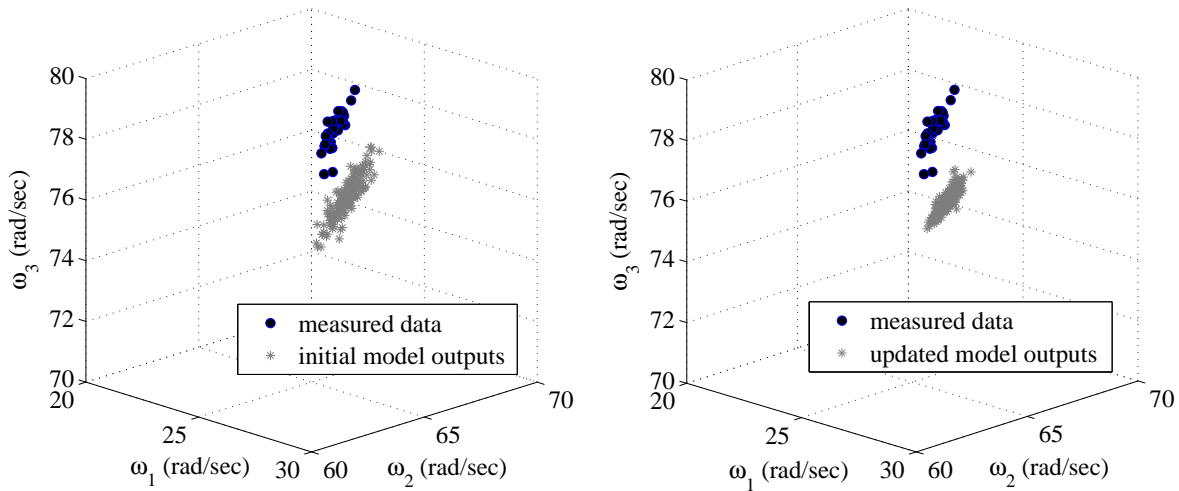 80
78
76
74
72
70
ω3 (rad/sec)
20
25
30
ω1 (rad/sec)
60
65
70
ω2 (rad/sec)
measured data
initial model outputs
80
78
76
74
72
70
ω3 (rad/sec)
20
25
30
ω1 (rad/sec)
60
65
70
ω2 (rad/sec)
measured data
updated model outputs